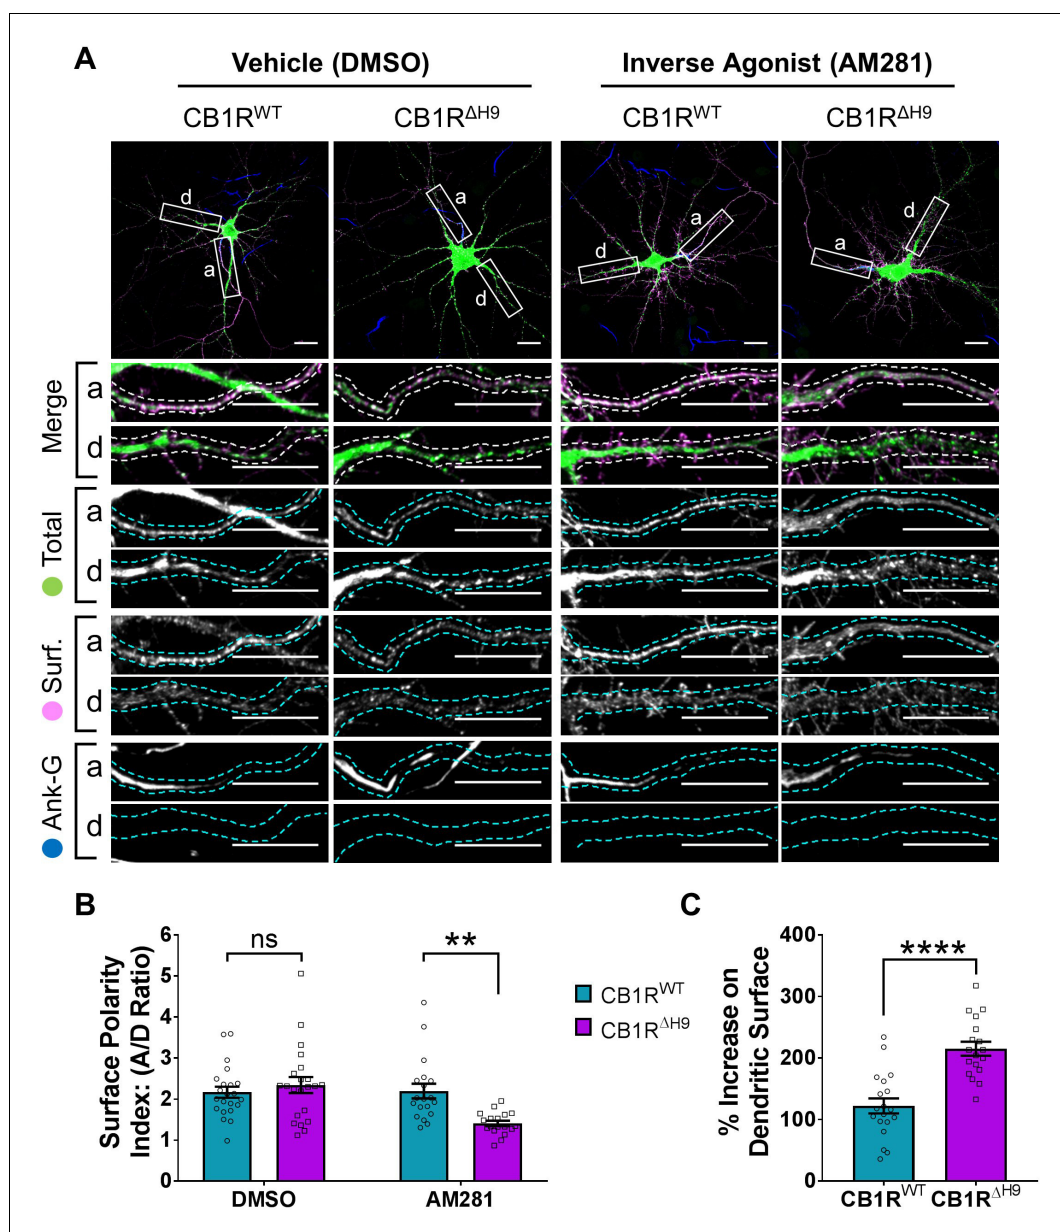 A
Vehicle (DMSO)
Inverse Agonist (AM281)
CB1R^WT
CB1R^ΔH9
CB1R^WT
CB1R^ΔH9
d
a
a
d
d
a
a
d
Merge
a
d
Total
a
d
Surf.
a
d
Ank-G
a
d
B
Surface Polarity
Index: (A/D Ratio)
6
5
4
3
2
1
0
ns
**
DMSO
AM281
CB1R^WT
CB1R^ΔH9
C
% Increase on
Dendritic Surface
400
300
200
100
0
****
CB1R^WT
CB1R^ΔH9